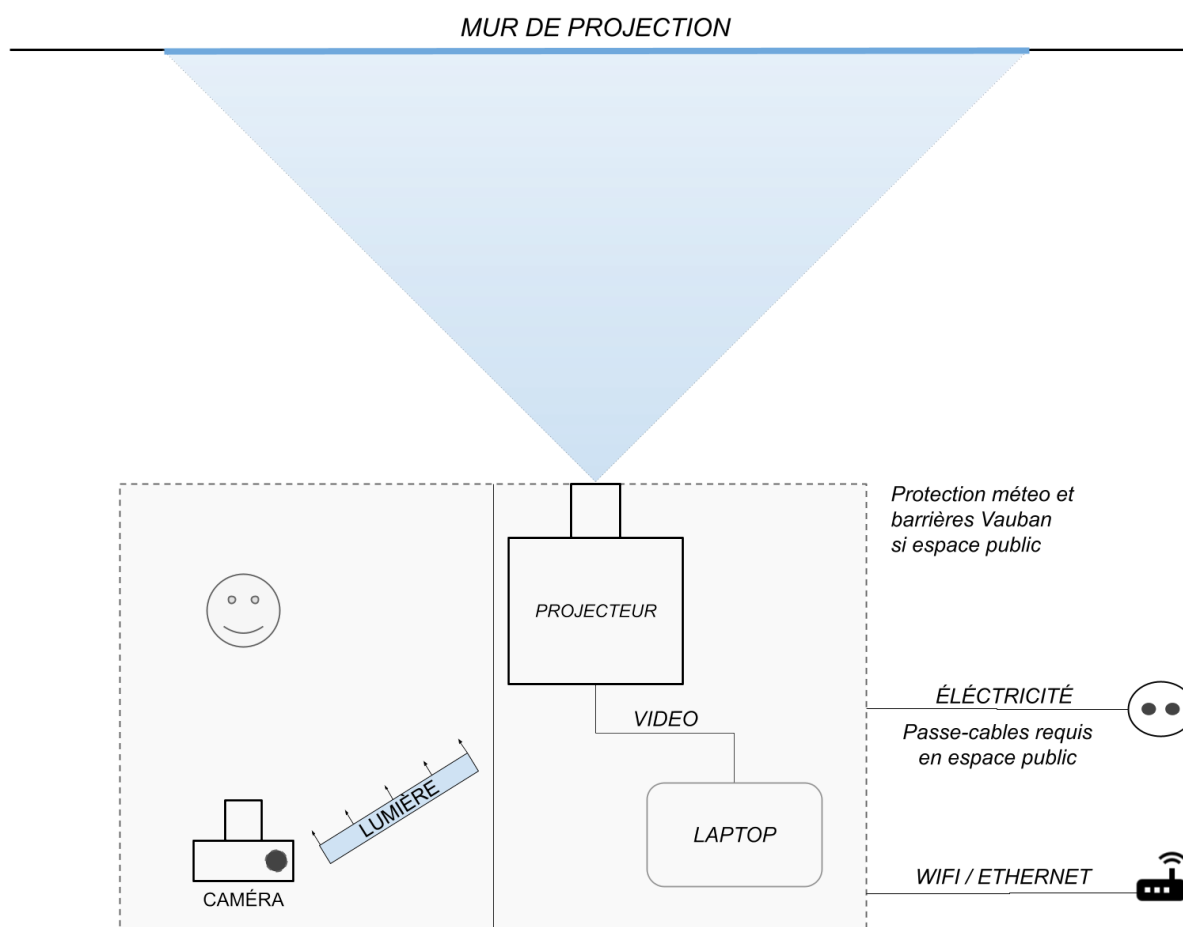 MUR DE PROJECTION
Protection méteo et
barrières Vauban
si espace public
PROJECTEUR
ÉLÉCTRICITÉ
VIDEO
Passe-cables requis
en espace public
LUMIÈRE
LAPTOP
WIFI / ETHERNET
CAMÉRA